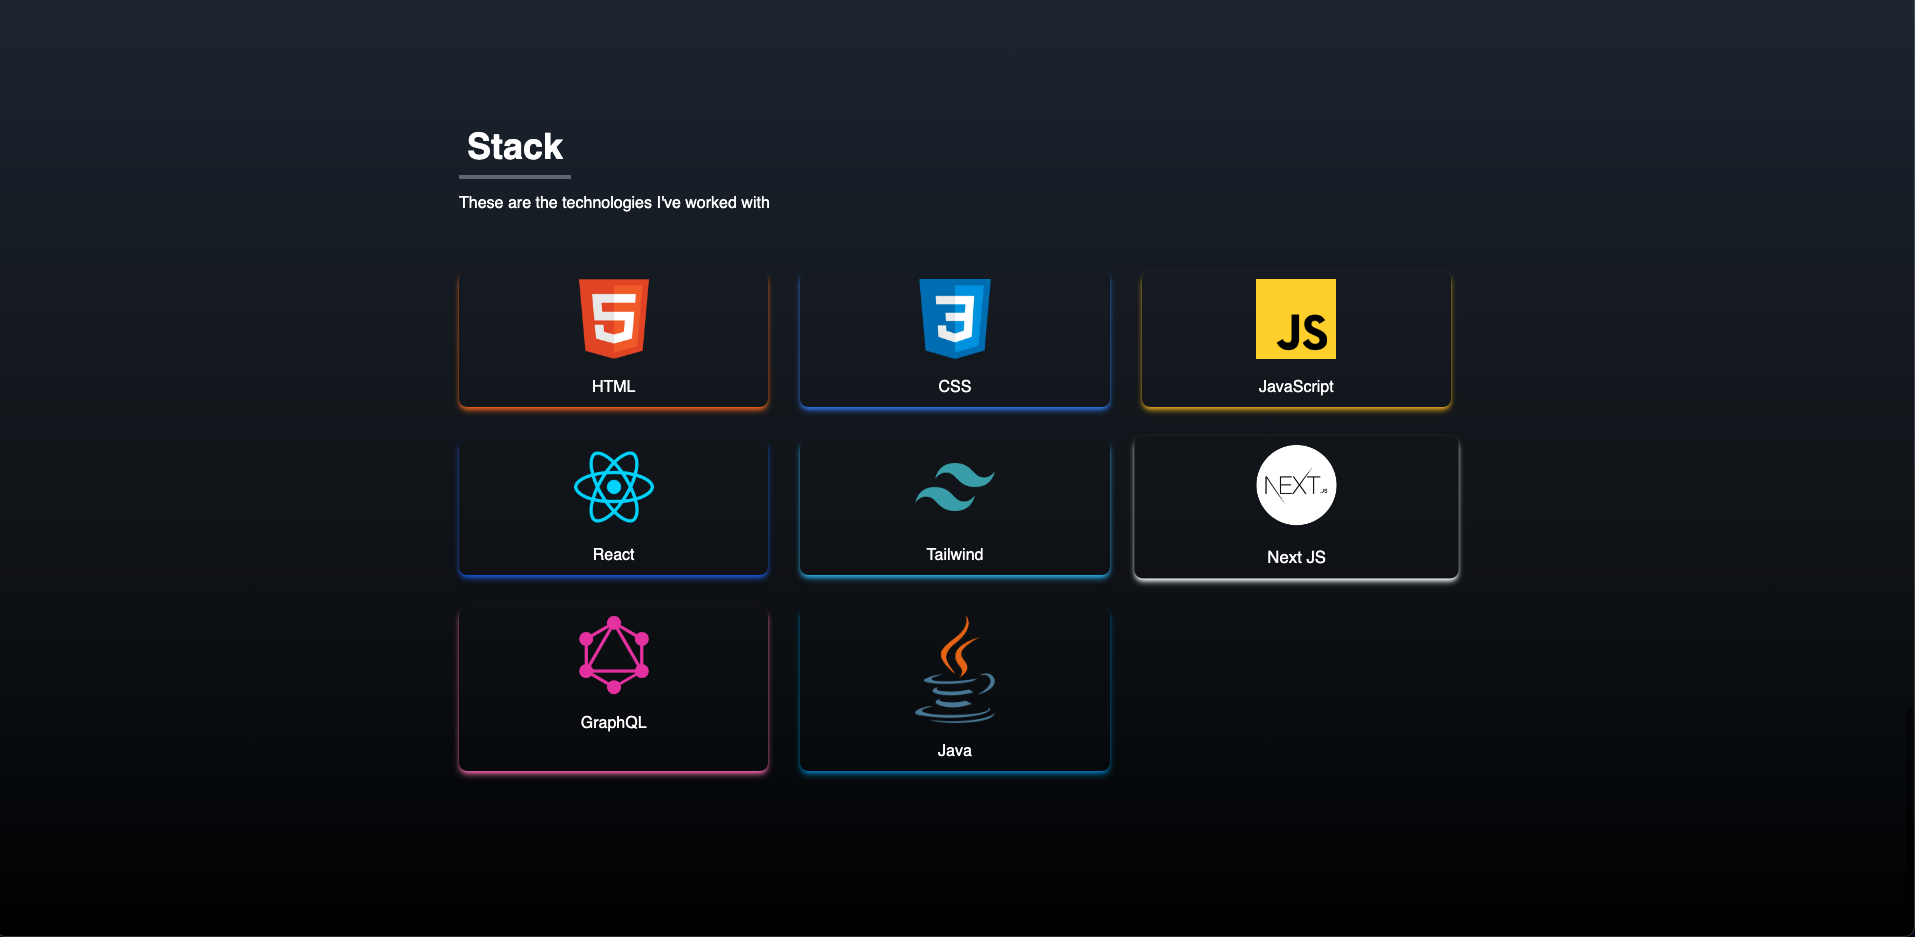 Stack
These are the technologies I've worked with
5
3
JS
HTML
CSS
JavaScript
NEXT.JS
React
Tailwind
Next JS
GraphQL
Java